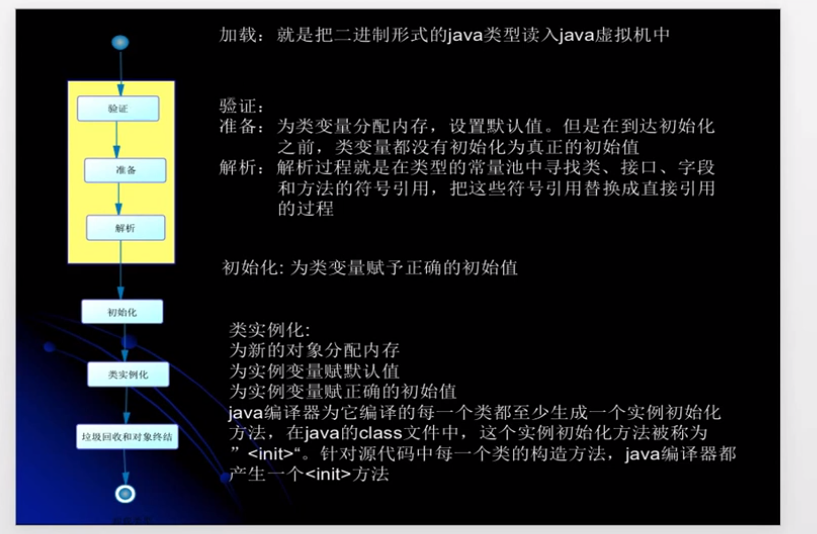 加载：就是把二进制形式的java类型读入java虚拟机中
验证
准备
解析
初始化
类实例化
垃圾回收和对象终结
验证：
准备：为类变量分配内存，设置默认值。但是在到达初始化
之前，类变量都没有初始化为真正的初始值
解析：解析过程就是在类型的常量池中寻找类、接口、字段
和方法的符号引用，把这些符号引用替换成直接引用
的过程
初始化: 为类变量赋予正确的初始值
类实例化:
为新的对象分配内存
为实例变量赋默认值
为实例变量赋正确的初始值
java编译器为它编译的每一个类都至少生成一个实例初始化
方法，在java的class文件中，这个实例初始化方法被称为
”<init>“。针对源代码中每一个类的构造方法，java编译器都
产生一个<init>方法